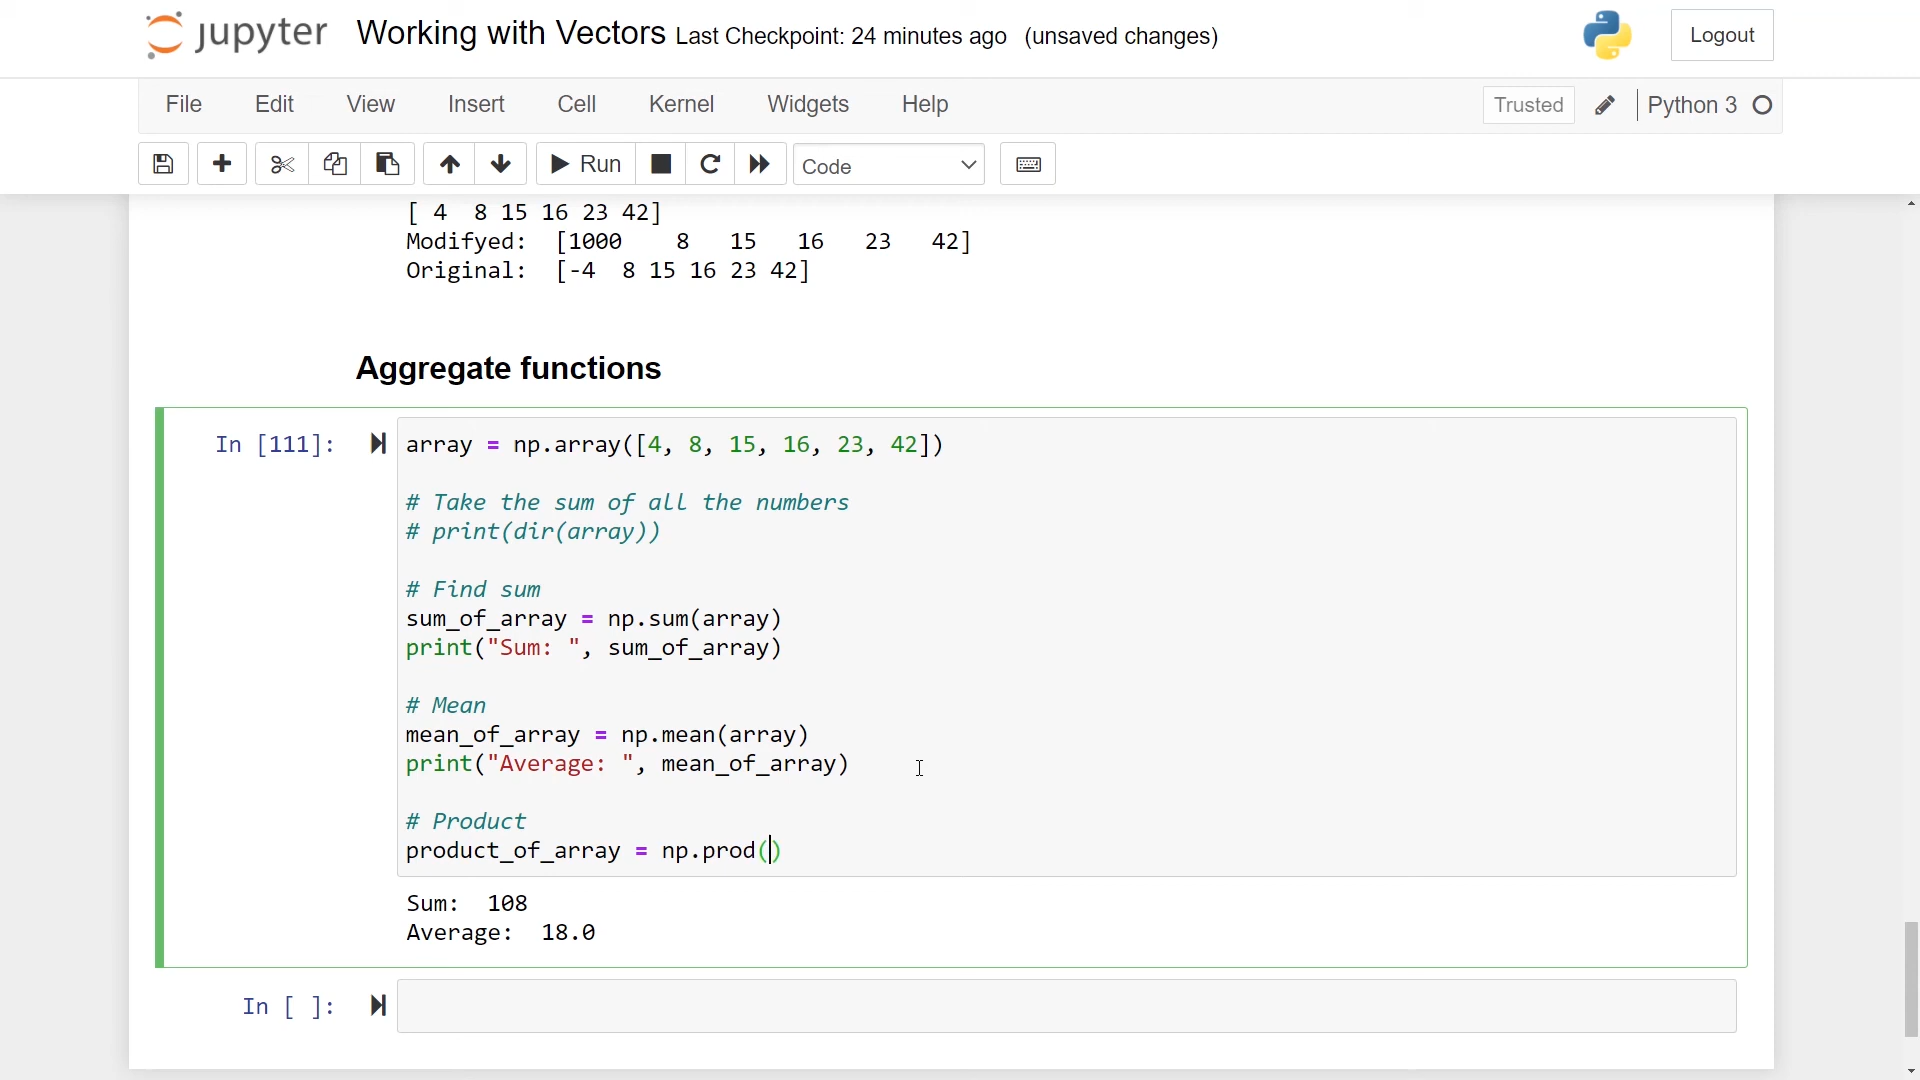 jupyter Working with Vectors Last Checkpoint: 24 minutes ago (unsaved changes) Logout
File Edit View Insert Cell Kernel Widgets Help Trusted Python 3
Run Code
[ 4  8 15 16 23 42]
Modifyed:  [1000    8   15   16   23   42]
Original:  [-4  8 15 16 23 42]
Aggregate functions
In [111]: array = np.array([4, 8, 15, 16, 23, 42])
# Take the sum of all the numbers
# print(dir(array))
# Find sum
sum_of_array = np.sum(array)
print("Sum: ", sum_of_array)
# Mean
mean_of_array = np.mean(array)
print("Average: ", mean_of_array)
# Product
product_of_array = np.prod()
Sum:  108
Average:  18.0
In [ ]: